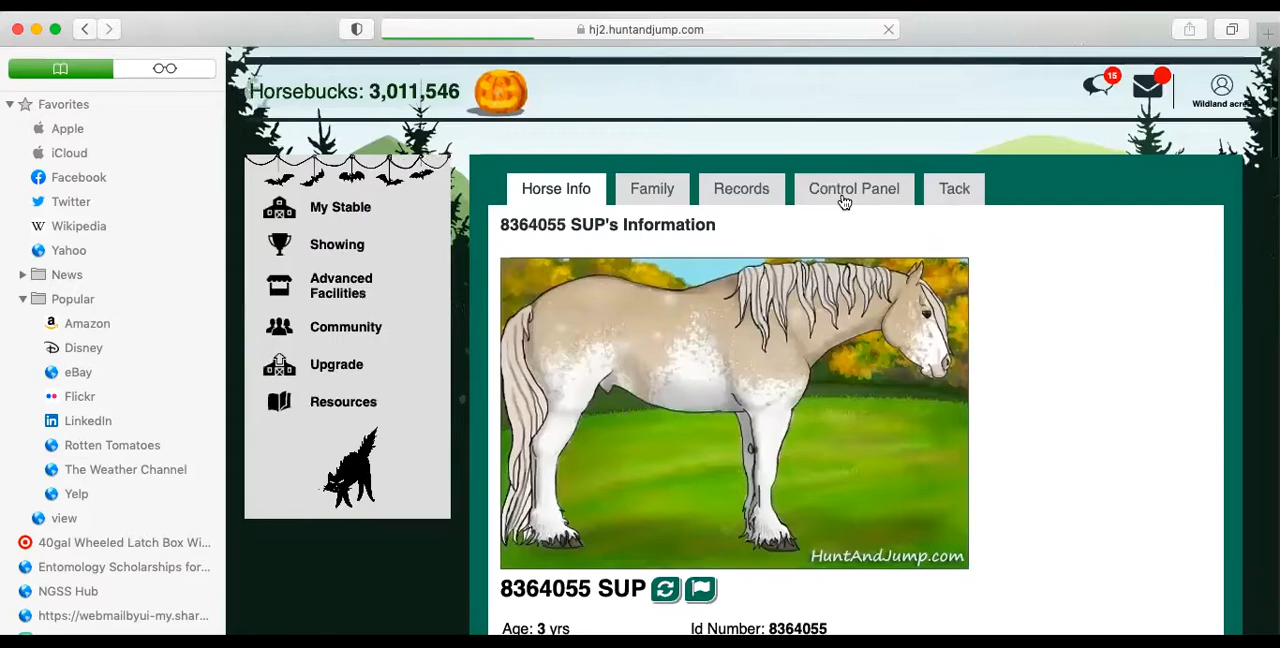 hj2.huntandjump.com
Favorites
Apple
iCloud
Facebook
Twitter
Wikipedia
Yahoo
News
Popular
Amazon
Disney
eBay
Flickr
LinkedIn
Rotten Tomatoes
The Weather Channel
Yelp
view
40gal Wheeled Latch Box Wi...
Entomology Scholarships for...
NGSS Hub
https://webmailbyui-my.shar...
Horsebucks: 3,011,546
15
Wildland acre
My Stable
Showing
Advanced
Facilities
Community
Upgrade
Resources
Horse Info
Family
Records
Control Panel
Tack
8364055 SUP's Information
HuntAndJump.com
8364055 SUP
Age: 3 yrs
Id Number: 8364055